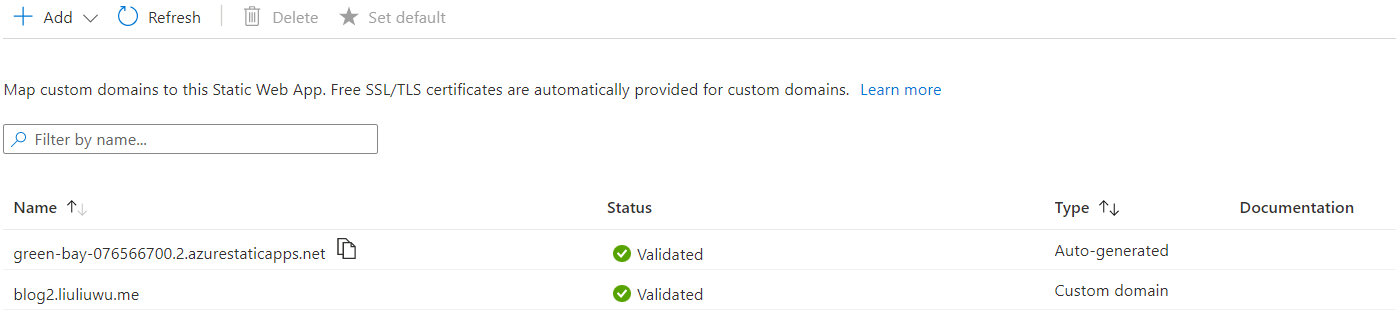 Add Refresh Delete Set default
Map custom domains to this Static Web App. Free SSL/TLS certificates are automatically provided for custom domains. Learn more
Filter by name...
Name Status Type Documentation
green-bay-076566700.2.azurestaticapps.net Validated Auto-generated
blog2.liuliuwu.me Validated Custom domain